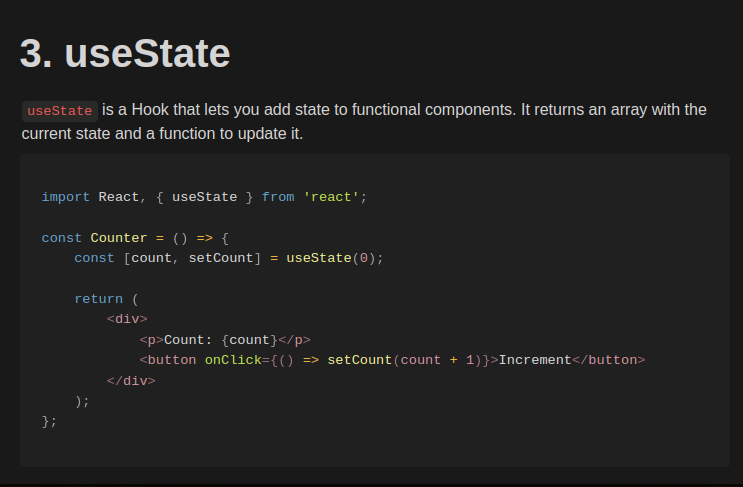 3. useState
useState is a Hook that lets you add state to functional components. It returns an array with the
current state and a function to update it.
import React, { useState } from 'react';
const Counter = () => {
    const [count, setCount] = useState(0);
    return (
        <div>
            <p>Count: {count}</p>
            <button onClick={() => setCount(count + 1)}>Increment</button>
        </div>
    );
};